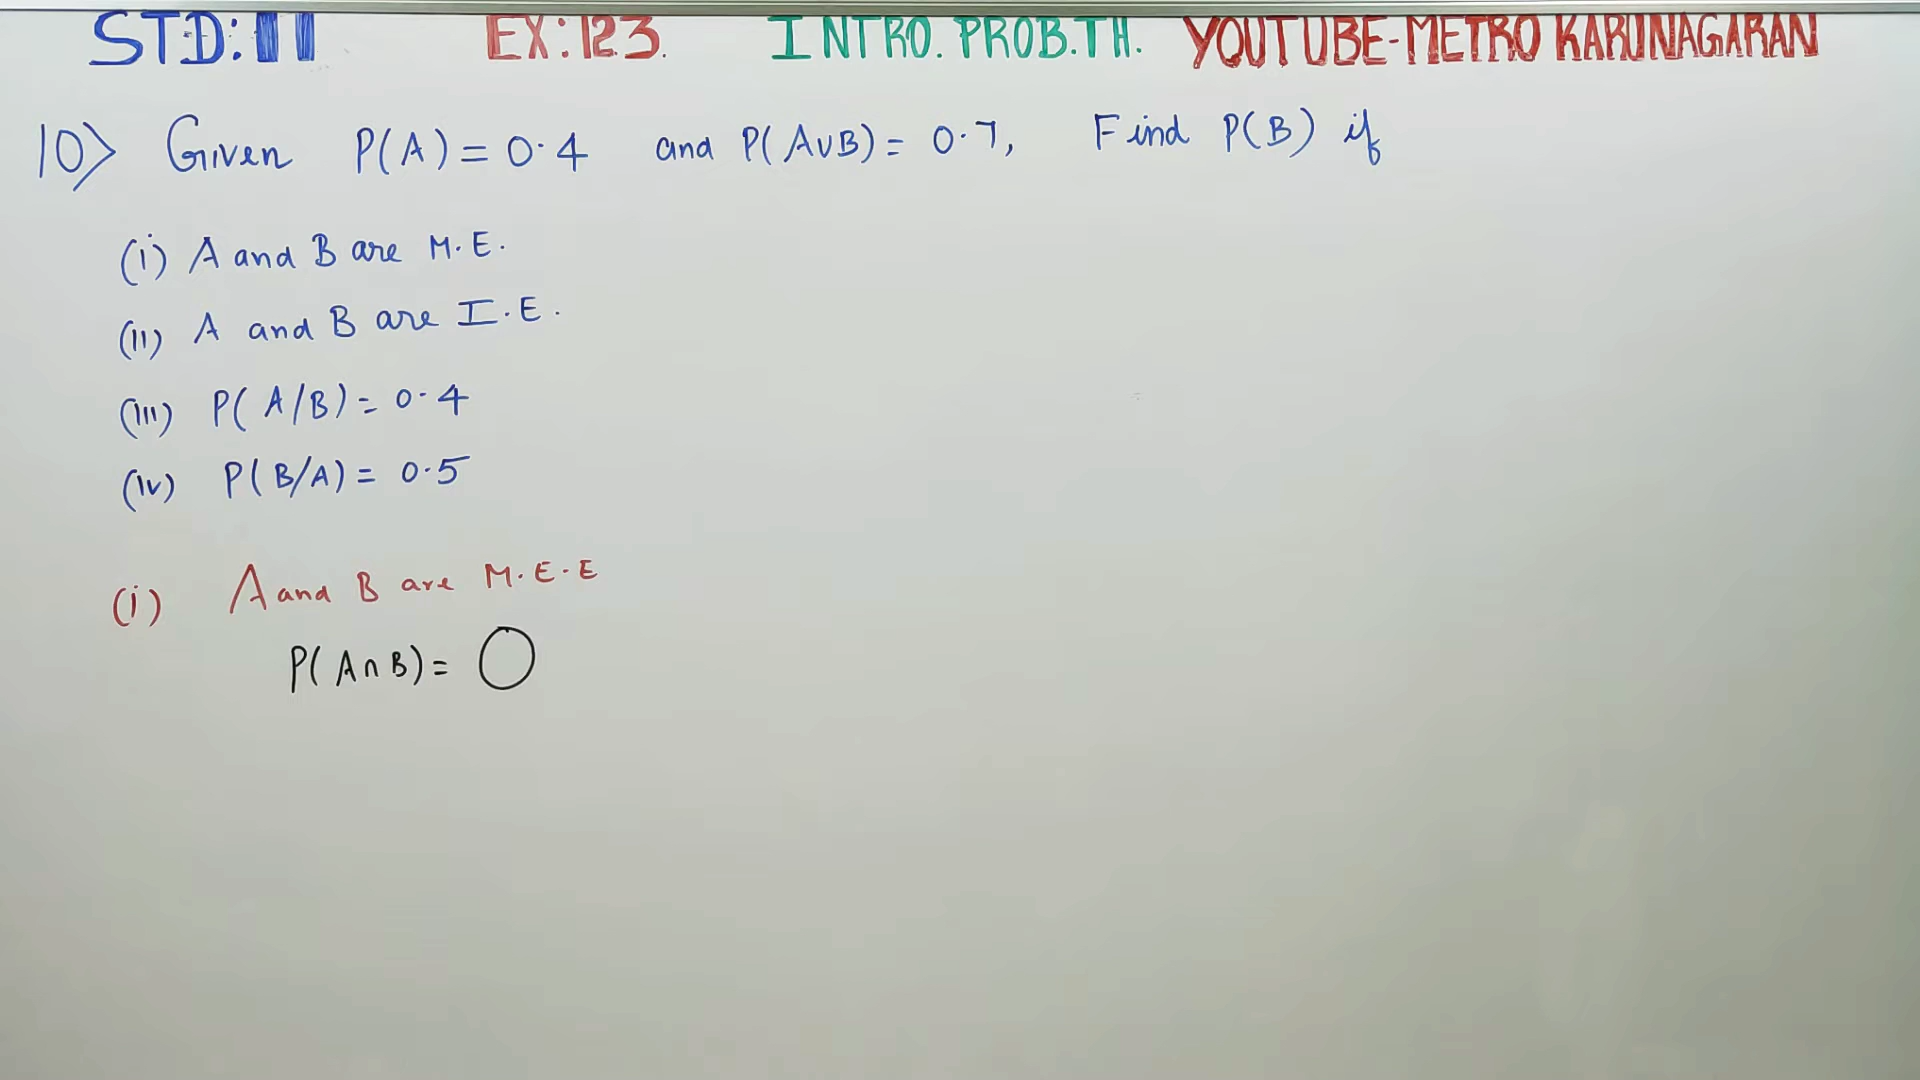 STD: 11 EX: 12.3. INTRO. PROB. TH. YOUTUBE-METRO KARUNAGARAN
10> Given P(A) = 0.4 and P(A∪B) = 0.7, Find P(B) if
(i) A and B are M.E.
(ii) A and B are I.E.
(iii) P(A/B) = 0.4
(iv) P(B/A) = 0.5
(i) A and B are M.E.E
P(A∩B) = 0